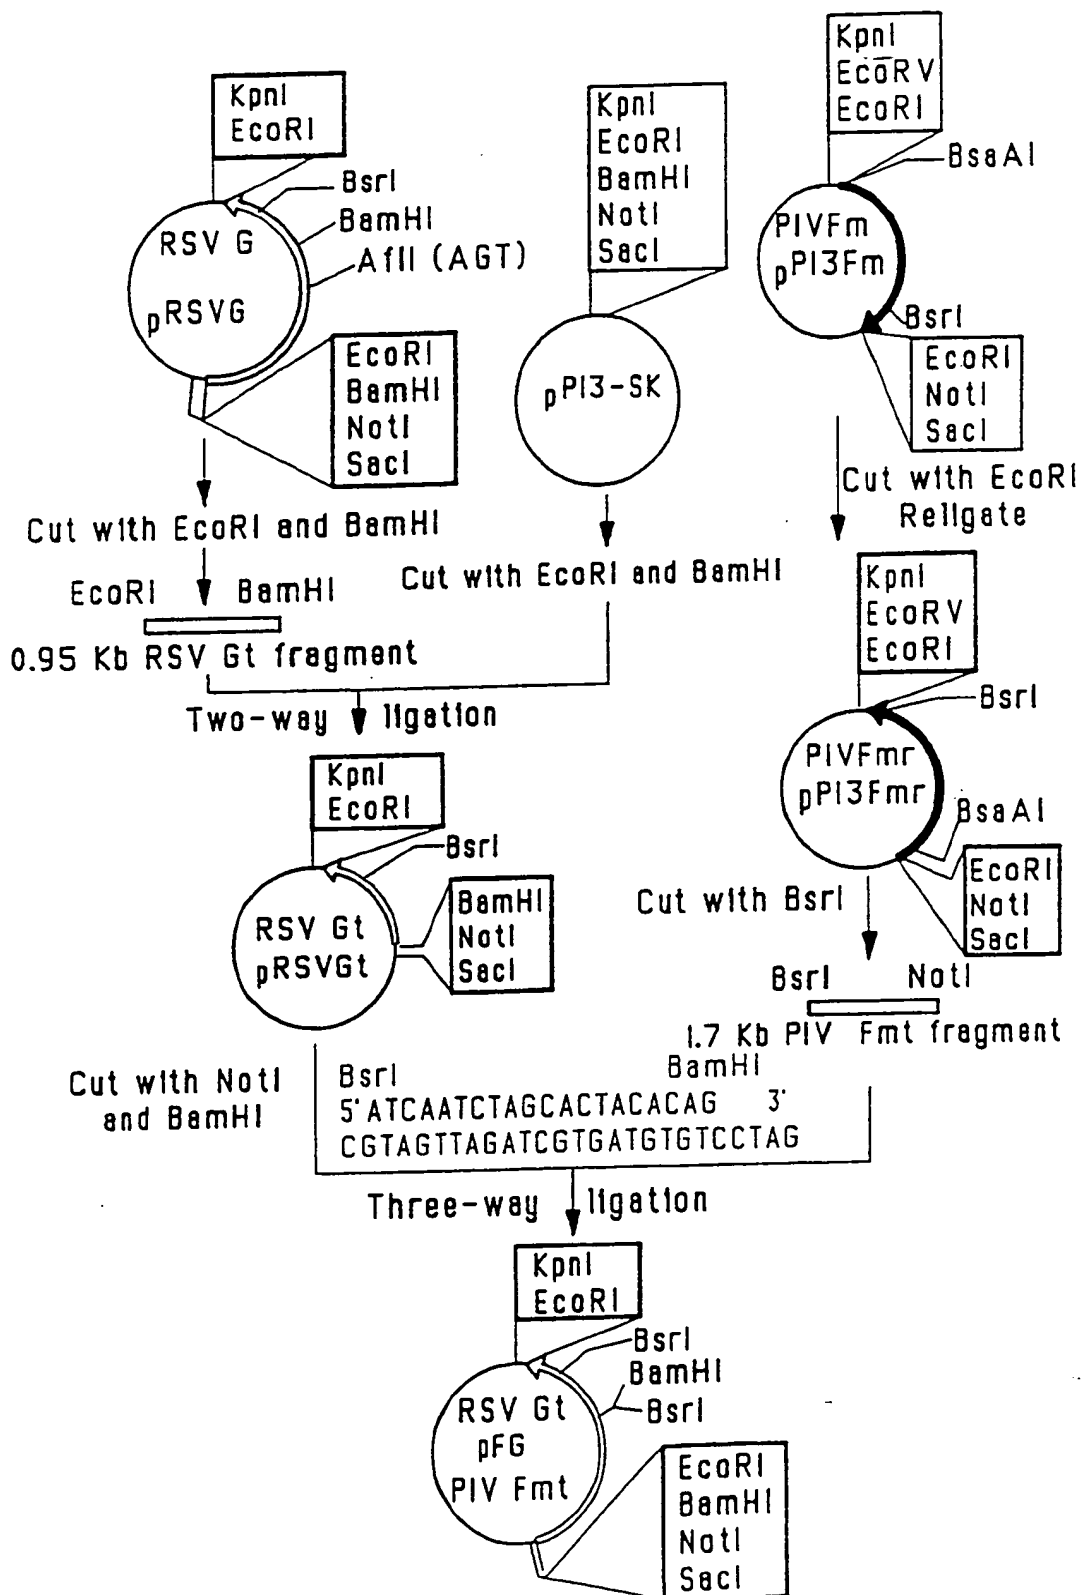 KpnI
EcoRI
BsrI
BamHI
AflI (AGT)
RSV G
pRSVG
EcoRI
BamHI
NotI
SacI
Cut with EcoRI and BamHI
EcoRI BamHI
0.95 Kb RSV Gt fragment
KpnI
EcoRI
BamHI
NotI
SacI
pPI3-SK
Cut with EcoRI and BamHI
KpnI
EcoRV
EcoRI
BsaAI
PIVFm
pPI3Fm
BsrI
EcoRI
NotI
SacI
Cut with EcoRI
Religate
KpnI
EcoRV
EcoRI
BsrI
PIVFmr
pPI3Fmr
BsaAI
EcoRI
NotI
SacI
Cut with BsrI
BsrI NotI
1.7 Kb PIV Fmt fragment
Two-way ligation
KpnI
EcoRI
BsrI
RSV Gt
pRSVGt
BamHI
NotI
SacI
Cut with NotI
and BamHI
BsrI BamHI
5' ATCAATCTAGCACTACACAG 3'
CGTAGTTAGATCGTGATGTGTCCTAG
Three-way ligation
KpnI
EcoRI
BsrI
BamHI
BsrI
RSV Gt
pFG
PIV Fmt
EcoRI
BamHI
NotI
SacI